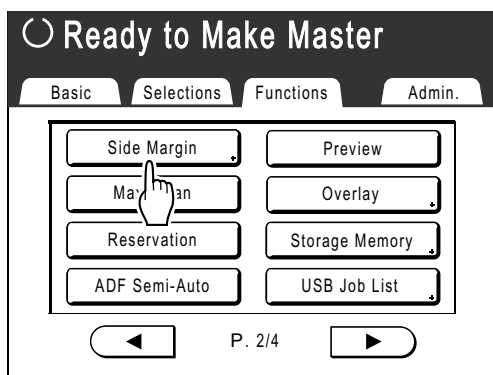 Ready to Make Master
Basic Selections Functions Admin.
Side Margin Preview
Overlay
Reservation Storage Memory
ADF Semi-Auto USB Job List
P. 2/4